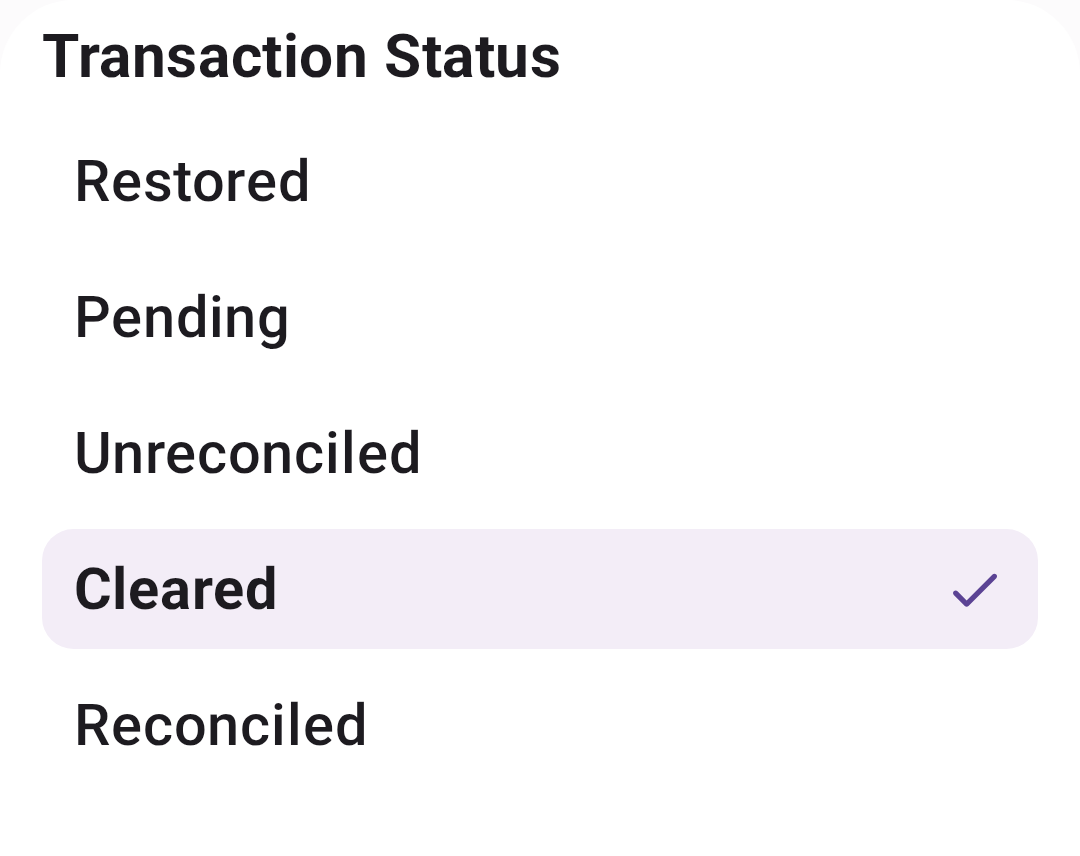 Transaction Status
Restored
Pending
Unreconciled
Cleared
Reconciled